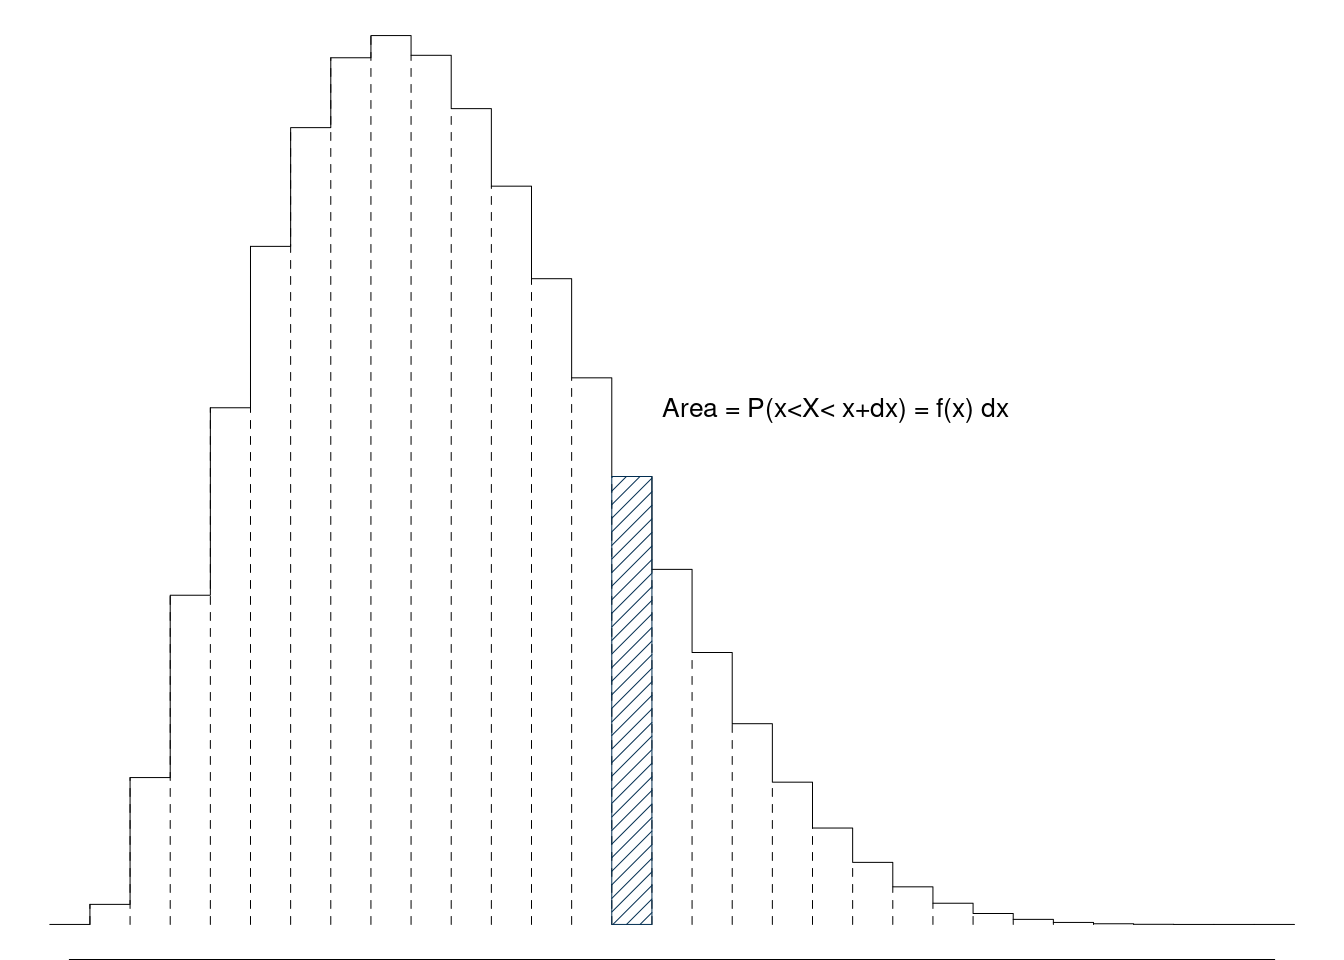 Area = P(x<X< x+dx) = f(x) dx